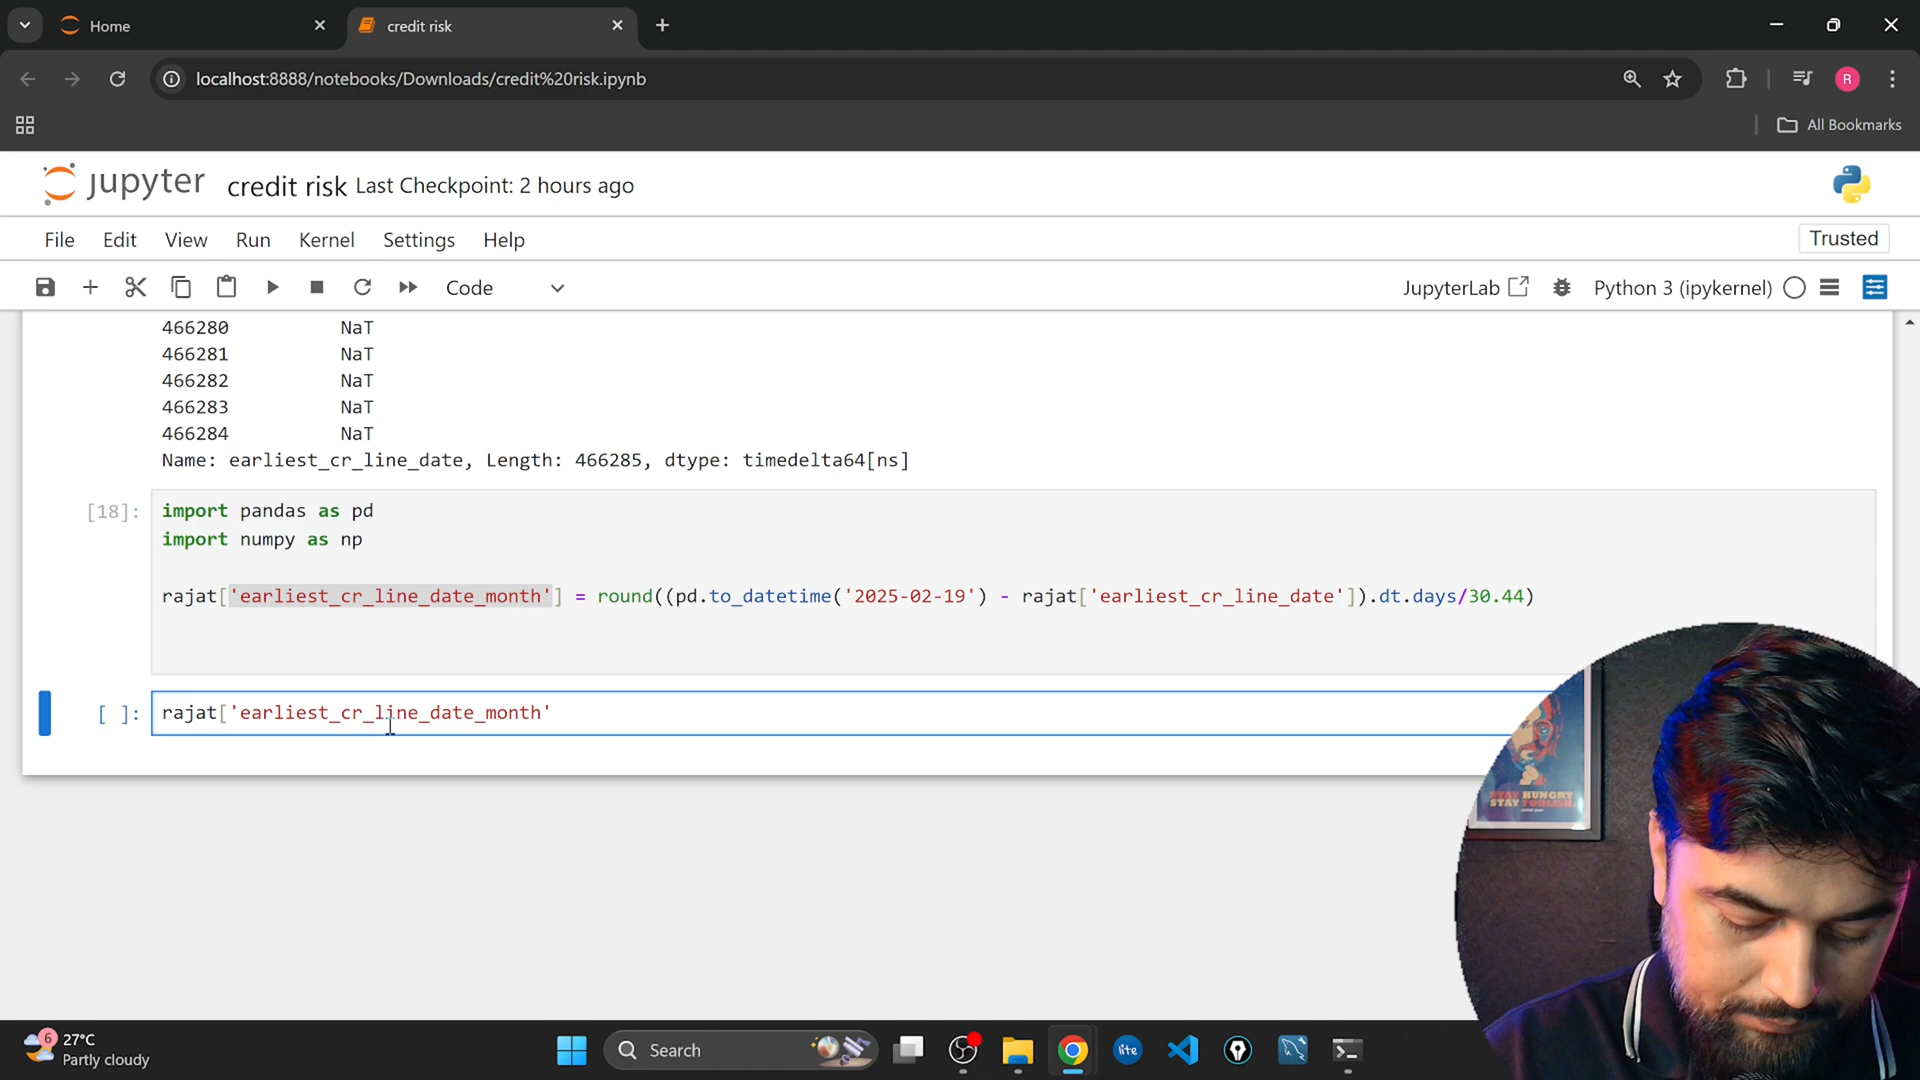 Home
credit risk
localhost:8888/notebooks/Downloads/credit%20risk.ipynb
R
All Bookmarks
jupyter credit risk Last Checkpoint: 2 hours ago
File Edit View Run Kernel Settings Help
Trusted
Code
JupyterLab
Python 3 (ipykernel)
466280 NaT
466281 NaT
466282 NaT
466283 NaT
466284 NaT
Name: earliest_cr_line_date, Length: 466285, dtype: timedelta64[ns]
[18]:
import pandas as pd
import numpy as np
rajat['earliest_cr_line_date_month'] = round((pd.to_datetime('2025-02-19') - rajat['earliest_cr_line_date']).dt.days/30.44)
[ ]:
rajat['earliest_cr_line_date_month'
STAY HUNGRY
STAY FOOLISH.
6
27°C
Partly cloudy
Search
lite